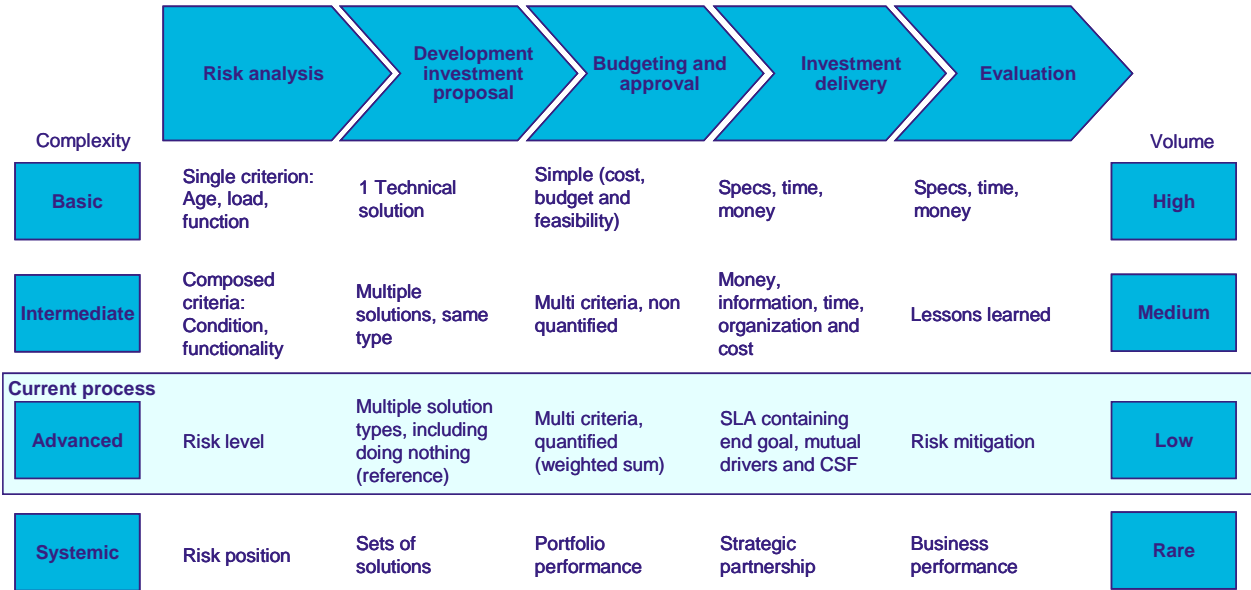 Risk analysis
Development
investment
proposal
Budgeting and
approval
Investment
delivery
Evaluation
Complexity
Volume
Basic
Single criterion:
Age, load,
function
1 Technical
solution
Simple (cost,
budget and
feasibility)
Specs, time,
money
Specs, time,
money
High
Intermediate
Composed
criteria:
Condition,
functionality
Multiple
solutions, same
type
Multi criteria, non
quantified
Money,
information, time,
organization and
cost
Lessons learned
Medium
Current process
Advanced
Risk level
Multiple solution
types, including
doing nothing
(reference)
Multi criteria,
quantified
(weighted sum)
SLA containing
end goal, mutual
drivers and CSF
Risk mitigation
Low
Systemic
Risk position
Sets of
solutions
Portfolio
performance
Strategic
partnership
Business
performance
Rare